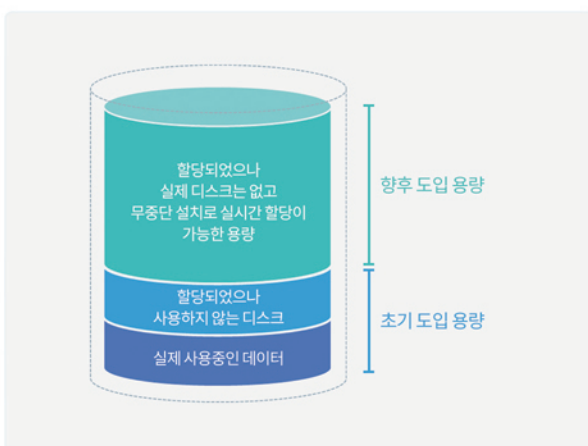 할당되었으나
실제 디스크는 없고
무중단 설치로 실시간 할당이
가능한 용량
향후 도입 용량
할당되었으나
사용하지 않는 디스크
초기 도입 용량
실제 사용중인 데이터